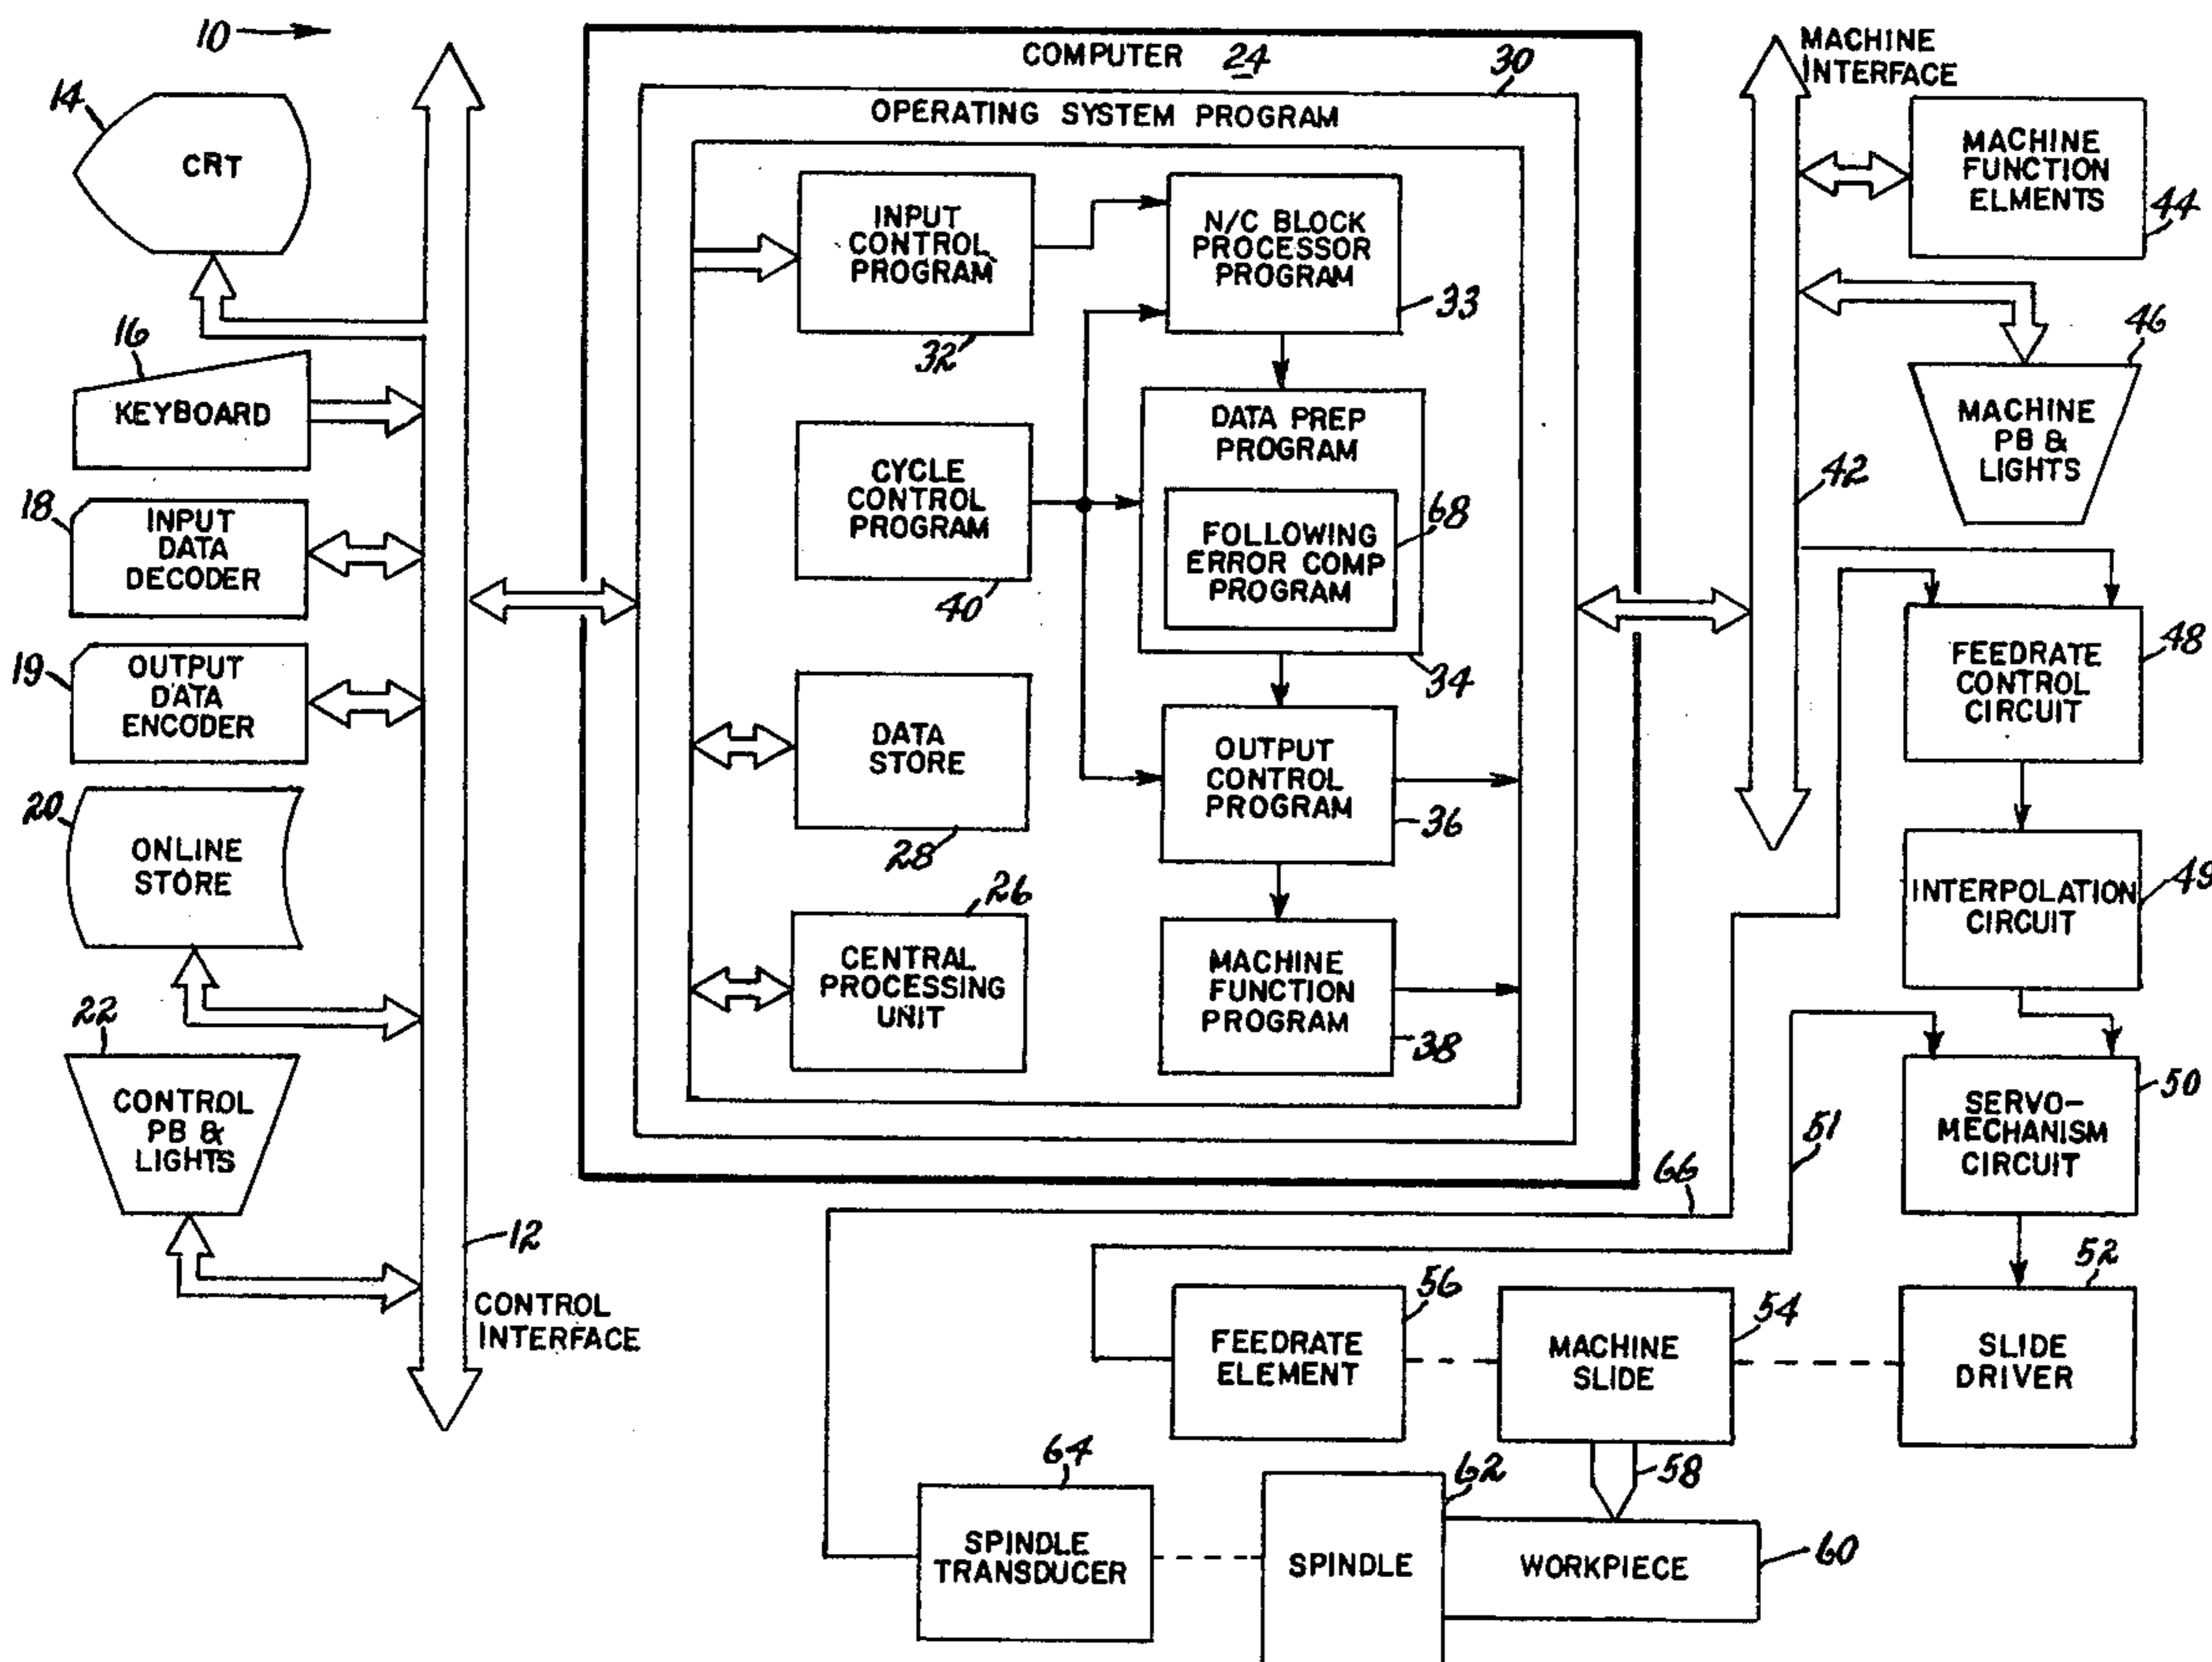 10
14
CRT
16
KEYBOARD
18
INPUT
DATA
DECODER
19
OUTPUT
DATA
ENCODER
20
ONLINE
STORE
22
CONTROL
PB &
LIGHTS
12
CONTROL
INTERFACE
COMPUTER 24
30
OPERATING SYSTEM PROGRAM
INPUT
CONTROL
PROGRAM
32
N/C BLOCK
PROCESSOR
PROGRAM
33
CYCLE
CONTROL
PROGRAM
40
DATA PREP
PROGRAM
FOLLOWING
ERROR COMP
PROGRAM
68
34
DATA
STORE
28
OUTPUT
CONTROL
PROGRAM
36
26
CENTRAL
PROCESSING
UNIT
MACHINE
FUNCTION
PROGRAM
38
MACHINE
INTERFACE
MACHINE
FUNCTION
ELMENTS
44
46
MACHINE
PB &
LIGHTS
42
FEEDRATE
CONTROL
CIRCUIT
48
INTERPOLATION
CIRCUIT
49
SERVO-
MECHANISM
CIRCUIT
50
51
66
52
SLIDE
DRIVER
54
MACHINE
SLIDE
56
FEEDRATE
ELEMENT
58
64
SPINDLE
TRANSDUCER
62
SPINDLE
WORKPIECE
60